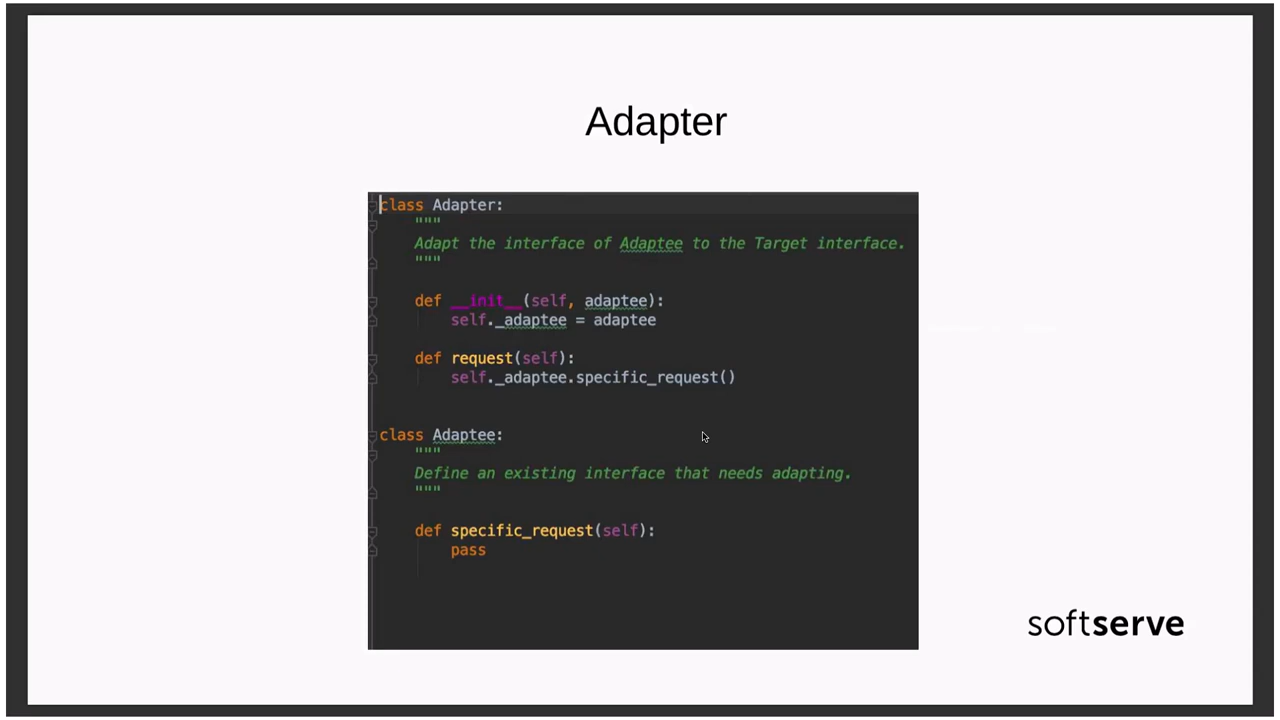 Adapter
class Adapter:
"""
Adapt the interface of Adaptee to the Target interface.
"""
def __init__(self, adaptee):
self._adaptee = adaptee
def request(self):
self._adaptee.specific_request()
class Adaptee:
"""
Define an existing interface that needs adapting.
"""
def specific_request(self):
pass
softserve